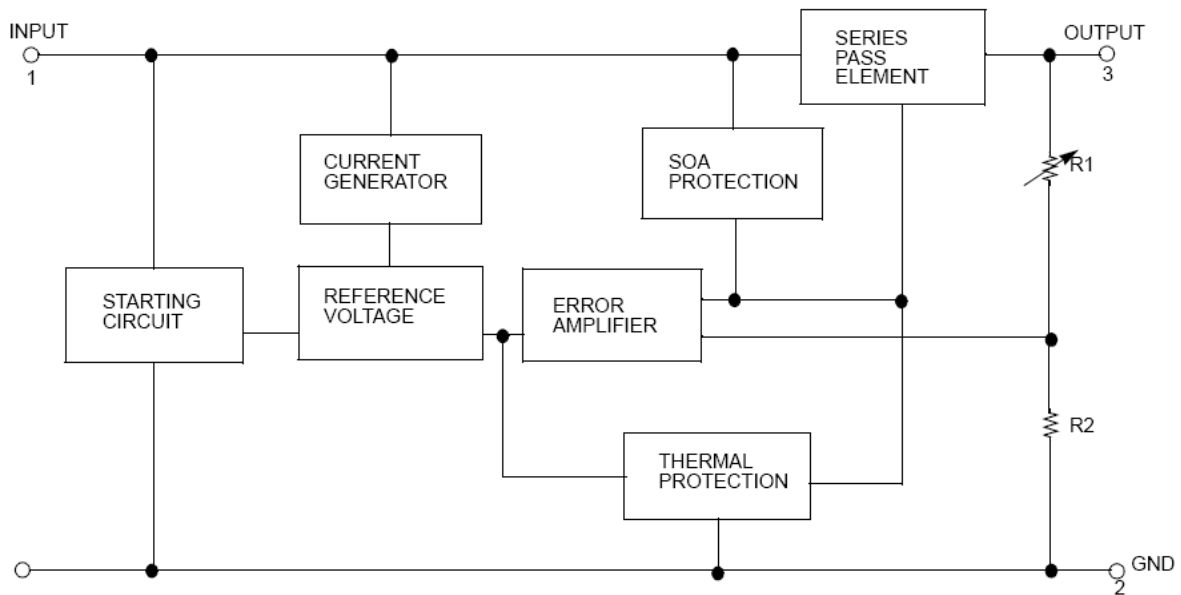 INPUT
1
SERIES
PASS
ELEMENT
OUTPUT
3
CURRENT
GENERATOR
SOA
PROTECTION
R1
STARTING
CIRCUIT
REFERENCE
VOLTAGE
ERROR
AMPLIFIER
R2
THERMAL
PROTECTION
GND
2